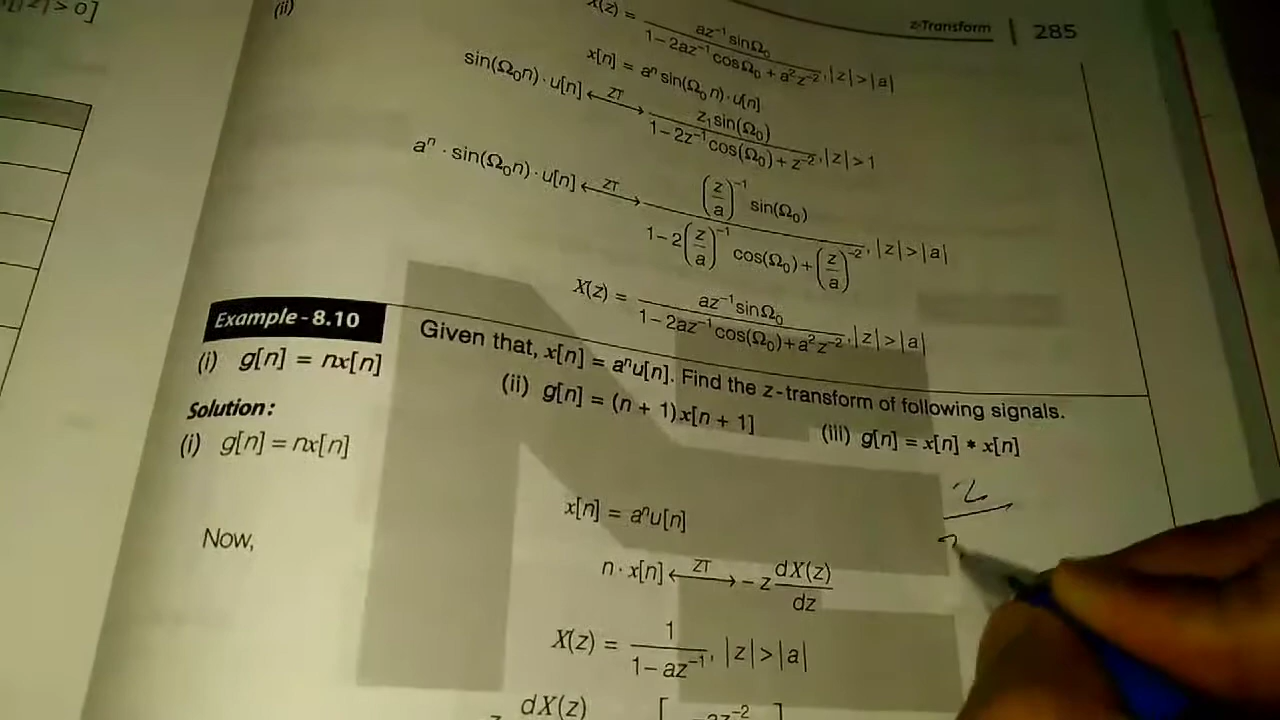 z-Transform | 285
(ii) X(z) = az⁻¹sinΩ₀ / 1 – 2az⁻¹cosΩ₀ + a²z⁻², |z| > |a|
x[n] = aⁿ sin(Ω₀n) · u[n]
sin(Ω₀n) · u[n] ←ZT→ z₁sin(Ω₀) / 1 – 2z⁻¹cos(Ω₀) + z⁻², |z| > 1
aⁿ · sin(Ω₀n) · u[n] ←ZT→ (z/a)⁻¹ sin(Ω₀) / 1 – 2(z/a)⁻¹ cos(Ω₀) + (z/a)⁻², |z| > |a|
X(z) = az⁻¹sinΩ₀ / 1 – 2az⁻¹cos(Ω₀) + a²z⁻², |z| > |a|
Example - 8.10 Given that, x[n] = aⁿu[n]. Find the z-transform of following signals.
(i) g[n] = nx[n] (ii) g[n] = (n + 1)x[n + 1] (iii) g[n] = x[n] * x[n]
Solution:
(i) g[n] = nx[n]
x[n] = aⁿu[n]
Now, n · x[n] ←ZT→ –z dX(z)/dz
X(z) = 1 / 1 – az⁻¹, |z| > |a|
dX(z)
z